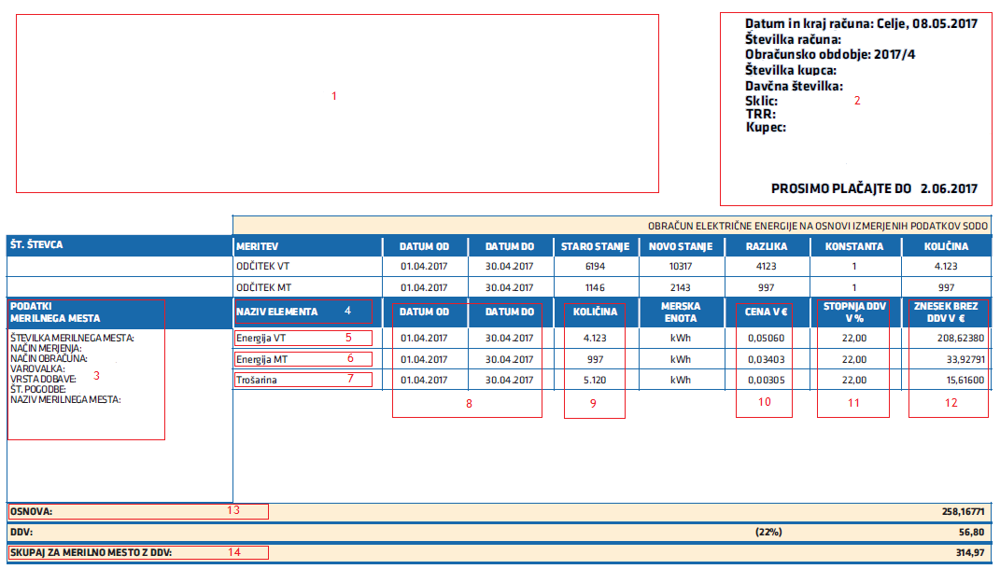 1
Datum in kraj računa: Celje, 08.05.2017
Številka računa:
Obračunsko obdobje: 2017/4
Številka kupca:
Davčna številka:
Sklic: 2
TRR:
Kupec:
PROSIMO PLAČAJTE DO 2.06.2017
OBRAČUN ELEKTRIČNE ENERGIJE NA OSNOVI IZMERJENIH PODATKOV SODO
ŠT. ŠTEVCA MERITEV DATUM OD DATUM DO STARO STANJE NOVO STANJE RAZLIKA KONSTANTA KOLIČINA
ODČITEK VT 01.04.2017 30.04.2017 6194 10317 4123 1 4.123
ODČITEK MT 01.04.2017 30.04.2017 1146 2143 997 1 997
PODATKI
MERILNEGA MESTA
NAZIV ELEMENTA 4 DATUM OD DATUM DO KOLIČINA MERSKA ENOTA CENA V € STOPNJA DDV V % ZNESEK BREZ DDV V €
Energija VT 5 01.04.2017 30.04.2017 4.123 kWh 0,05060 22,00 208,62380
Energija MT 6 01.04.2017 30.04.2017 997 kWh 0,03403 22,00 33,92791
Trošarina 7 01.04.2017 30.04.2017 5.120 kWh 0,00305 22,00 15,61600
8 9 10 11 12
ŠTEVILKA MERILNEGA MESTA:
NAČIN MERJENJA:
NAČIN OBRAČUNA:
VAROVALKA:
VRSTA DOBAVE: 3
ŠT. POGODBE:
NAZIV MERILNEGA MESTA:
OSNOVA: 13 258,16771
DDV: (22%) 56,80
SKUPAJ ZA MERILNO MESTO Z DDV: 14 314,97